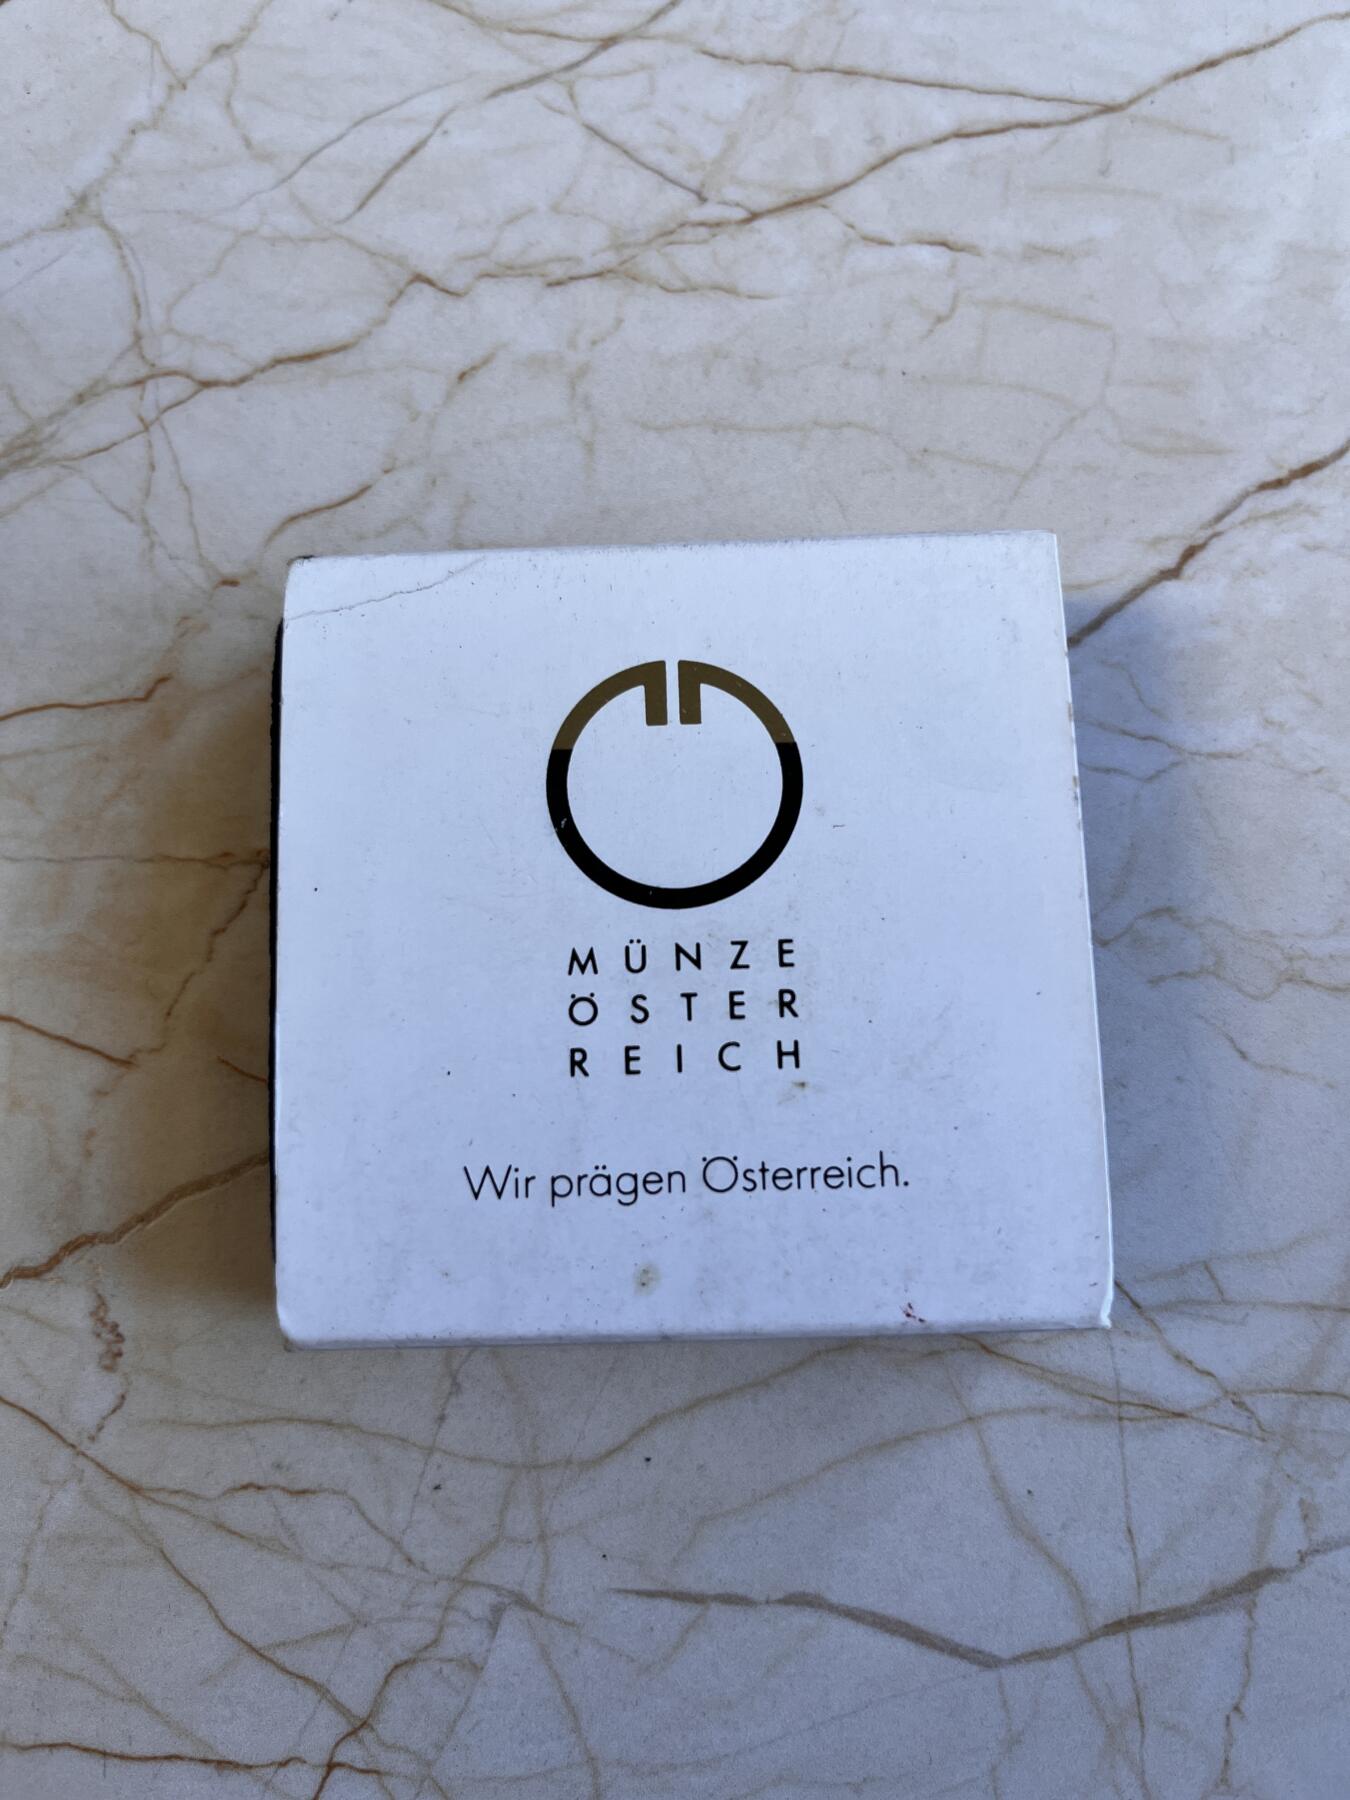 MÜNZE
ÖSTER
REICH
Wir prägen Österreich.